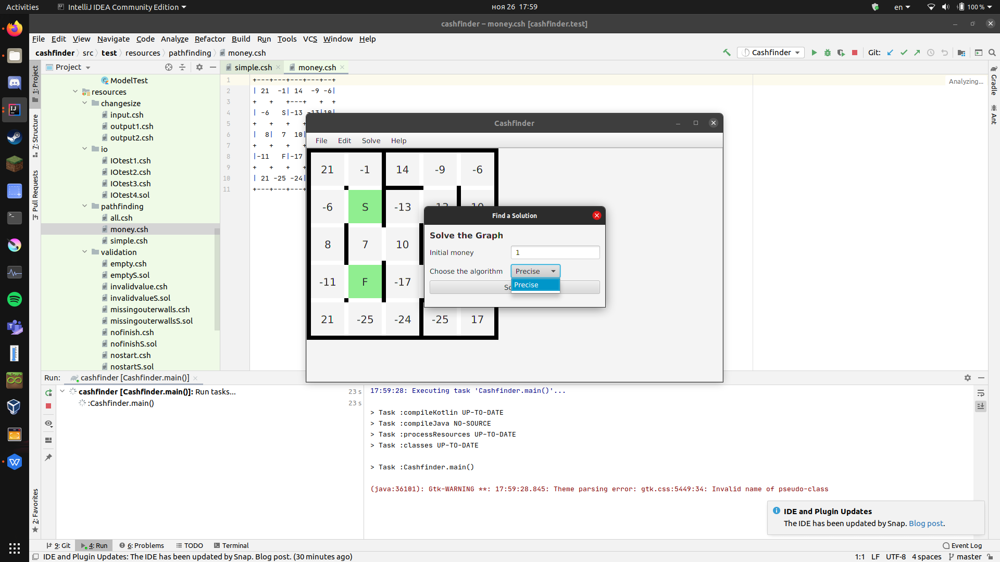 Activities
IntelliJ IDEA Community Edition
ноя 26 17:59
en
100 %
cashfinder – money.csh [cashfinder.test]
File Edit View Navigate Code Analyze Refactor Build Run Tools VCS Window Help
cashfinder src test resources pathfinding money.csh
Cashfinder
Git:
1: Project
7: Structure
Pull Requests
2: Favorites
Project
ModelTest
resources
changesize
input.csh
output1.csh
output2.csh
io
IOtest1.csh
IOtest2.csh
IOtest3.csh
IOtest4.sol
pathfinding
all.csh
money.csh
simple.csh
validation
empty.csh
emptyS.sol
invalidvalue.csh
invalidvalueS.sol
missingouterwalls.csh
missingouterwallsS.sol
nofinish.csh
nofinishS.sol
nostart.csh
nostartS.sol
simple.csh
money.csh
1 +---+---+---+---+--+
2 | 21  -1| 14  -9 -6|
3 +   +   +---+   +  +
4 | -6   S|-13 -13|10|
5 +   +   +   +
6 |  8|  7  10|
7 +   +   +   +
8 |-11   F|-17
9 +   +   +   +
10 | 21 -25 -24|
11 +---+---+---+
Analyzing...
Gradle
Ant
Cashfinder
File Edit Solve Help
21 -1 14 -9 -6
-6 S -13
8 7 10
-11 F -17
21 -25 -24 -25 17
Find a Solution
Solve the Graph
Initial money 1
Choose the algorithm Precise
Precise
Run: cashfinder [Cashfinder.main()]
cashfinder [Cashfinder.main()]: Run tasks... 23 s
:Cashfinder.main() 23 s
17:59:28: Executing task 'Cashfinder.main()'...
> Task :compileKotlin UP-TO-DATE
> Task :compileJava NO-SOURCE
> Task :processResources UP-TO-DATE
> Task :classes UP-TO-DATE
> Task :Cashfinder.main()
(java:36101): Gtk-WARNING **: 17:59:28.845: Theme parsing error: gtk.css:5449:34: Invalid name of pseudo-class
IDE and Plugin Updates
The IDE has been updated by Snap. Blog post.
9: Git 4: Run 6: Problems TODO Terminal
Event Log
IDE and Plugin Updates: The IDE has been updated by Snap. Blog post. (30 minutes ago)
1:1 LF UTF-8 4 spaces master